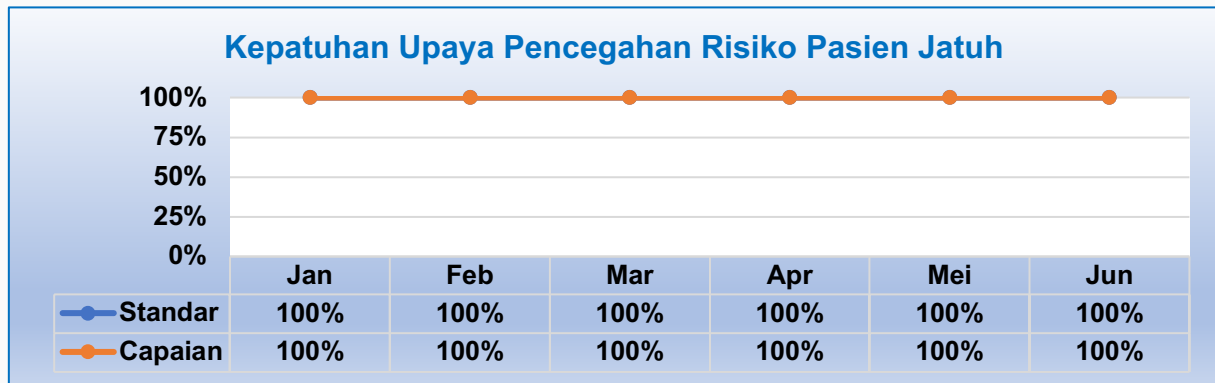 Kepatuhan Upaya Pencegahan Risiko Pasien Jatuh
100%
75%
50%
25%
0%
Jan Feb Mar Apr Mei Jun
Standar 100% 100% 100% 100% 100% 100%
Capaian 100% 100% 100% 100% 100% 100%